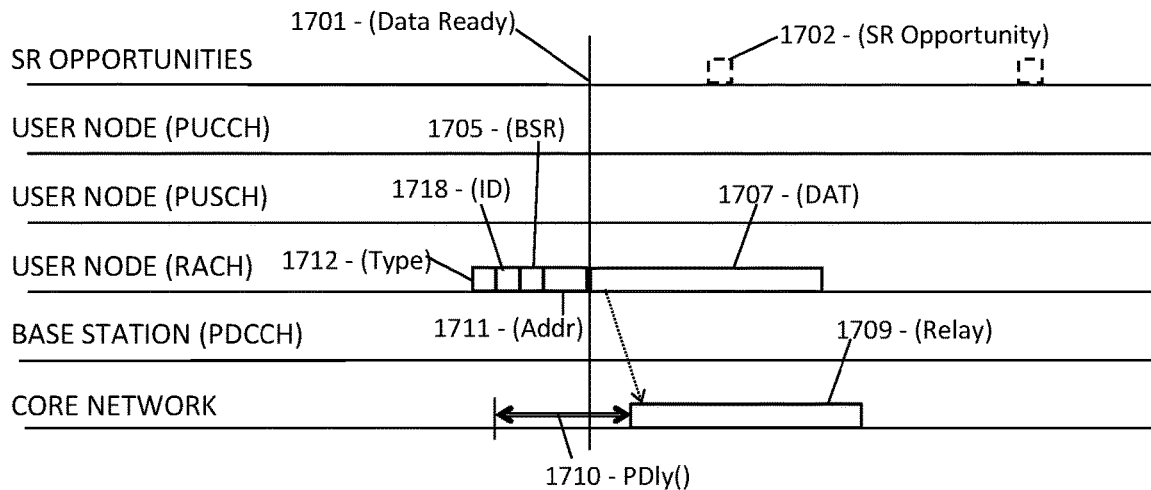 1701 - (Data Ready)
1702 - (SR Opportunity)
SR OPPORTUNITIES
USER NODE (PUCCH)
1705 - (BSR)
USER NODE (PUSCH)
1718 - (ID)
1707 - (DAT)
USER NODE (RACH)
1712 - (Type)
1711 - (Addr)
BASE STATION (PDCCH)
1709 - (Relay)
CORE NETWORK
1710 - PDly()